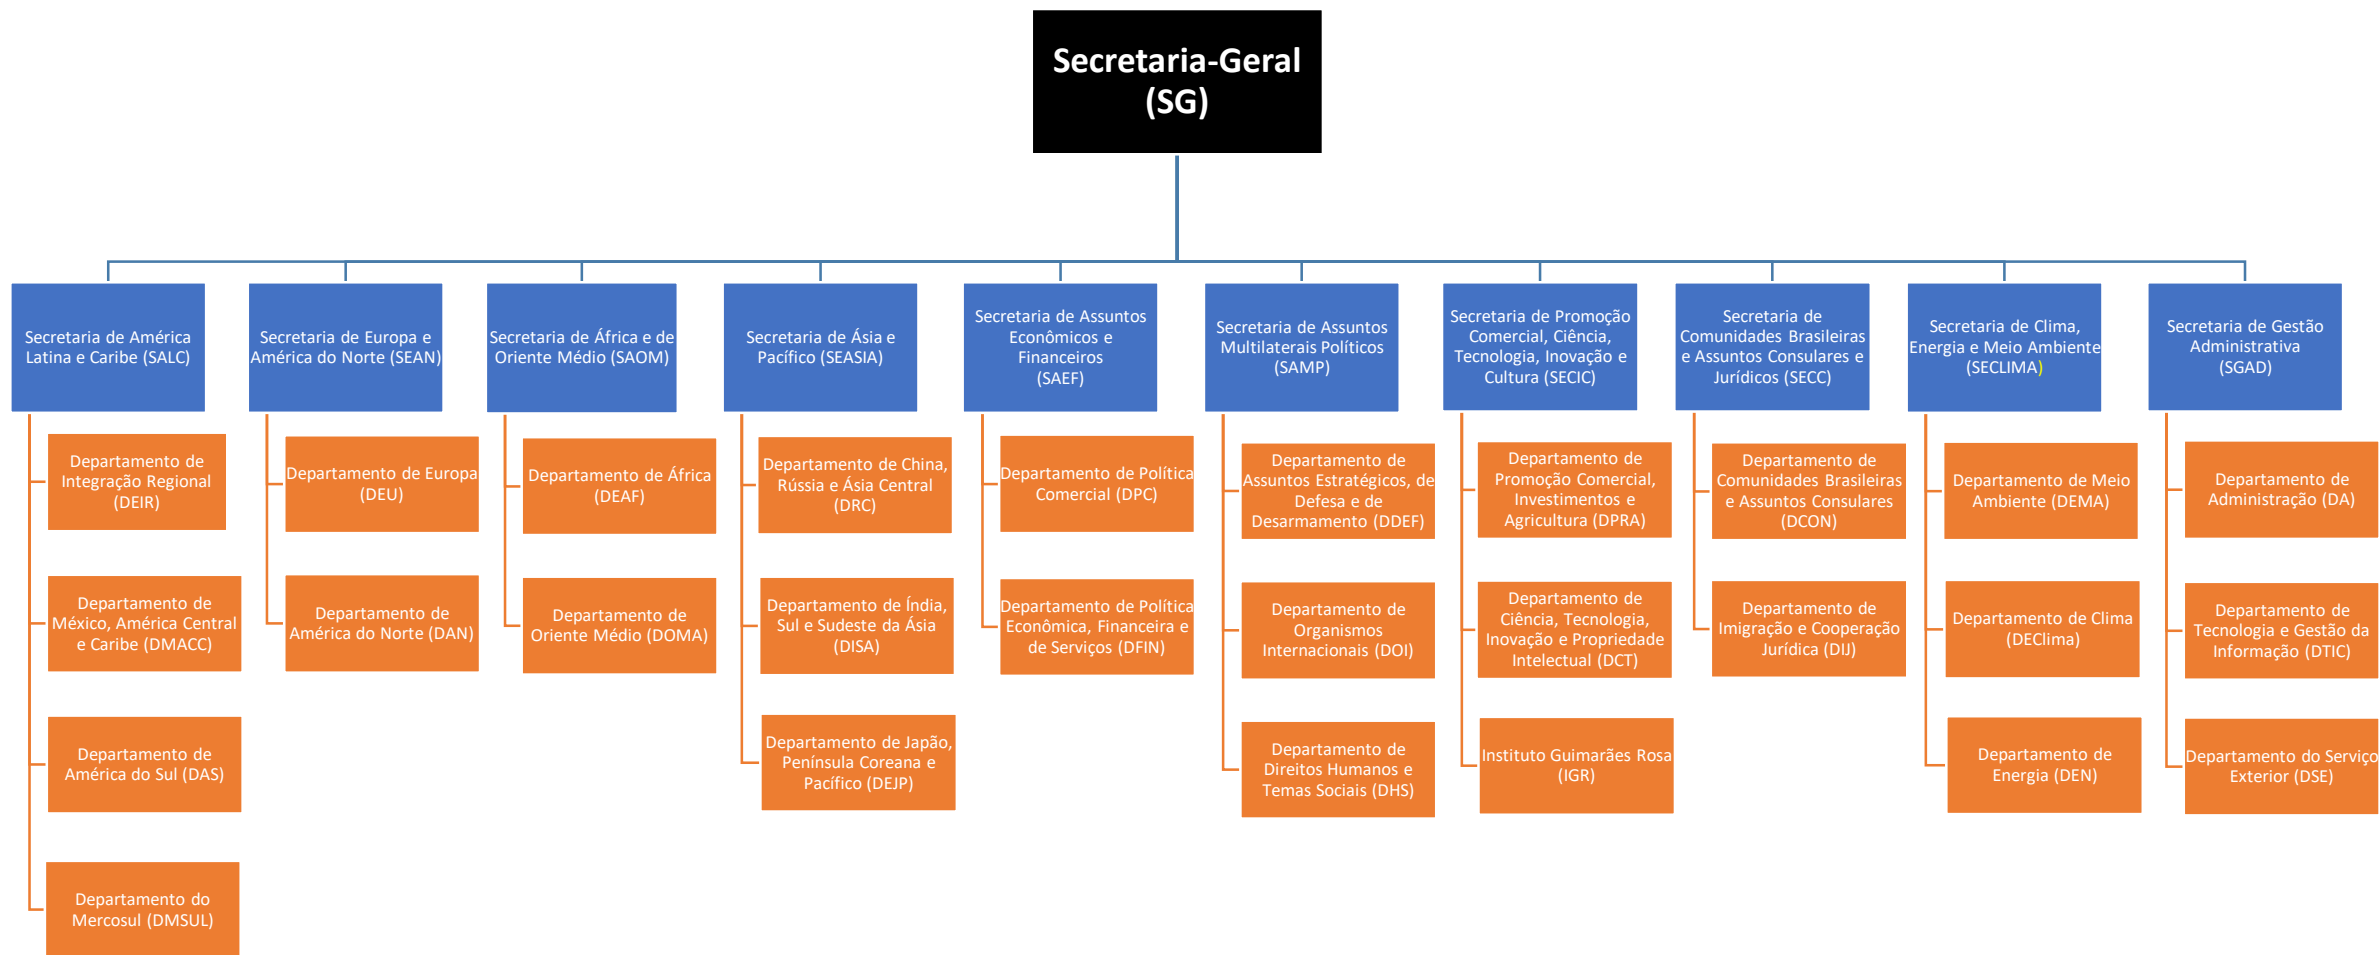 Secretaria-Geral
(SG)
Secretaria de América
Latina e Caribe (SALC)
Departamento de
Integração Regional
(DEIR)
Departamento de
México, América Central
e Caribe (DMACC)
Departamento de
América do Sul (DAS)
Departamento do
Mercosul (DMSUL)
Secretaria de Europa e
América do Norte (SEAN)
Departamento de Europa
(DEU)
Departamento de
América do Norte (DAN)
Secretaria de África e de
Oriente Médio (SAOM)
Departamento de África
(DEAF)
Departamento de
Oriente Médio (DOMA)
Secretaria de Ásia e
Pacífico (SEASIA)
Departamento de China,
Rússia e Ásia Central
(DRC)
Departamento de Índia,
Sul e Sudeste da Ásia
(DISA)
Departamento de Japão,
Península Coreana e
Pacífico (DEJP)
Secretaria de Assuntos
Econômicos e
Financeiros
(SAEF)
Departamento de Política
Comercial (DPC)
Departamento de Política
Econômica, Financeira e
de Serviços (DFIN)
Secretaria de Assuntos
Multilaterais Políticos
(SAMP)
Departamento de
Assuntos Estratégicos, de
Defesa e de
Desarmamento (DDEF)
Departamento de
Organismos
Internacionais (DOI)
Departamento de
Direitos Humanos e
Temas Sociais (DHS)
Secretaria de Promoção
Comercial, Ciência,
Tecnologia, Inovação e
Cultura (SECIC)
Departamento de
Promoção Comercial,
Investimentos e
Agricultura (DPRA)
Departamento de
Ciência, Tecnologia,
Inovação e Propriedade
Intelectual (DCT)
Instituto Guimarães Rosa
(IGR)
Secretaria de
Comunidades Brasileiras
e Assuntos Consulares e
Jurídicos (SECC)
Departamento de
Comunidades Brasileiras
e Assuntos Consulares
(DCON)
Departamento de
Imigração e Cooperação
Jurídica (DIJ)
Secretaria de Clima,
Energia e Meio Ambiente
(SECLIMA)
Departamento de Meio
Ambiente (DEMA)
Departamento de Clima
(DEClima)
Departamento de
Energia (DEN)
Secretaria de Gestão
Administrativa
(SGAD)
Departamento de
Administração (DA)
Departamento de
Tecnologia e Gestão da
Informação (DTIC)
Departamento do Serviço
Exterior (DSE)